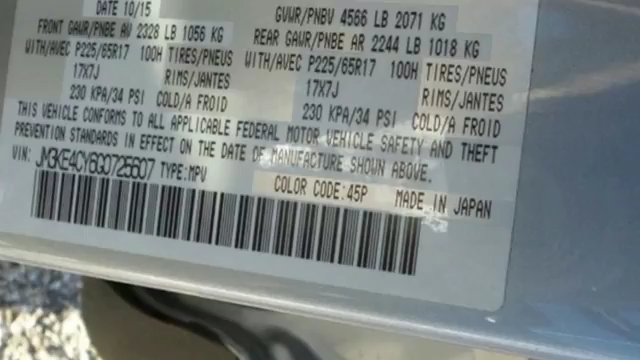 DATE 10/15
GVWR/PNBV 4566 LB 2071 KG
FRONT GAWR/PNBE AV 2328 LB 1056 KG
REAR GAWR/PNBE AR 2244 LB 1018 KG
WITH/AVEC P225/65R17 100H TIRES/PNEUS
WITH/AVEC P225/65R17 100H TIRES/PNEUS
17X7J RIMS/JANTES
17X7J RIMS/JANTES
230 KPA/34 PSI COLD/A FROID
230 KPA/34 PSI COLD/A FROID
THIS VEHICLE CONFORMS TO ALL APPLICABLE FEDERAL MOTOR VEHICLE SAFETY AND THEFT
PREVENTION STANDARDS IN EFFECT ON THE DATE OF MANUFACTURE SHOWN ABOVE.
VIN: JM3KE4CY6G0725607 TYPE:MPV
COLOR CODE:45P MADE IN JAPAN